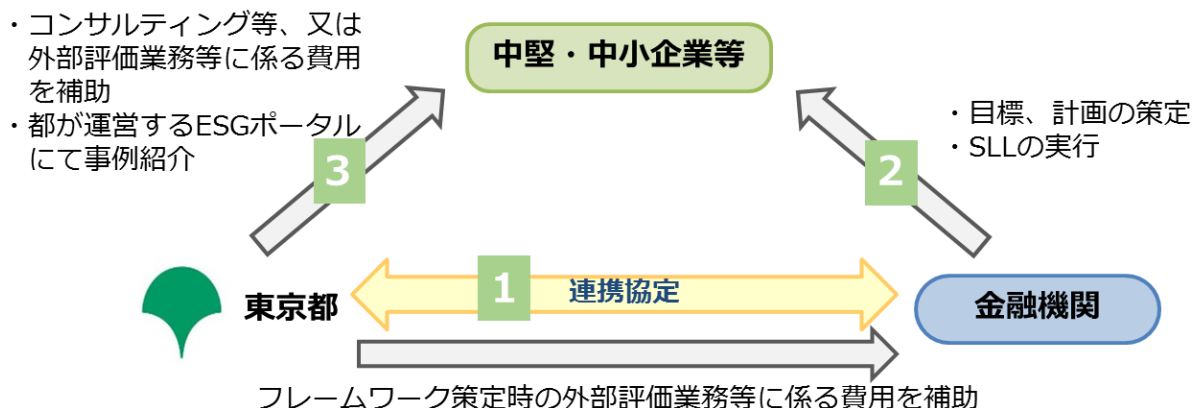 ・コンサルティング等、又は
外部評価業務等に係る費用
を補助
・都が運営するESGポータル
にて事例紹介
中堅・中小企業等
・目標、計画の策定
・SLLの実行
3
2
東京都
1
連携協定
金融機関
フレームワーク策定時の外部評価業務等に係る費用を補助